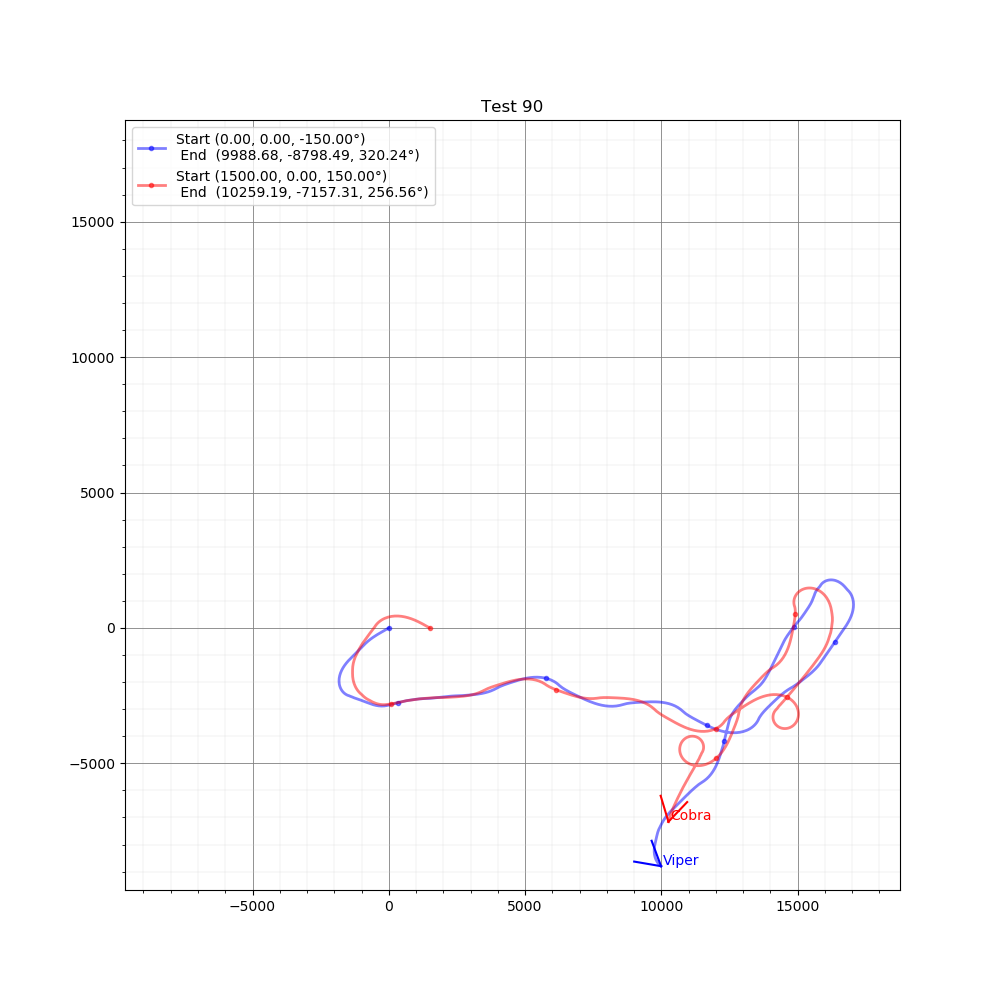 Test 90
Start (0.00, 0.00, -150.00°)
End (9988.68, -8798.49, 320.24°)
Start (1500.00, 0.00, 150.00°)
End (10259.19, -7157.31, 256.56°)
15000
10000
5000
0
−5000
Cobra
Viper
−5000
0
5000
10000
15000